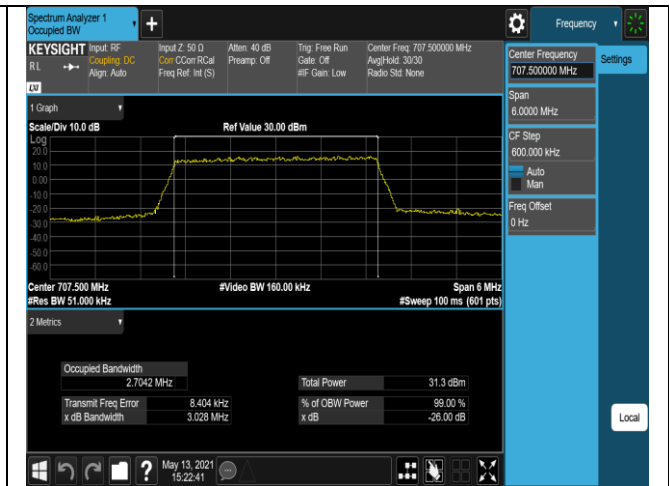 Spectrum Analyzer 1
Occupied BW
+
Frequency
KEYSIGHT
RL
LXI
Input: RF
Coupling: DC
Align: Auto
Input Z: 50 Ω
Corr CCorr RCal
Freq Ref: Int (S)
Atten: 40 dB
Preamp: Off
Trig: Free Run
Gate: Off
#IF Gain: Low
Center Freq: 707.500000 MHz
Avg|Hold: 30/30
Radio Std: None
Center Frequency
707.500000 MHz
Settings
Span
6.0000 MHz
CF Step
600.000 kHz
Auto
Man
Freq Offset
0 Hz
Local
1 Graph
Scale/Div 10.0 dB
Ref Value 30.00 dBm
Log
20.0
10.0
0.00
-10.0
-20.0
-30.0
-40.0
-50.0
-60.0
Center 707.500 MHz
#Video BW 160.00 kHz
Span 6 MHz
#Res BW 51.000 kHz
#Sweep 100 ms (601 pts)
2 Metrics
Occupied Bandwidth
2.7042 MHz
Total Power 31.3 dBm
Transmit Freq Error 8.404 kHz
% of OBW Power 99.00 %
x dB Bandwidth 3.028 MHz
x dB -26.00 dB
?
May 13, 2021
15:22:41